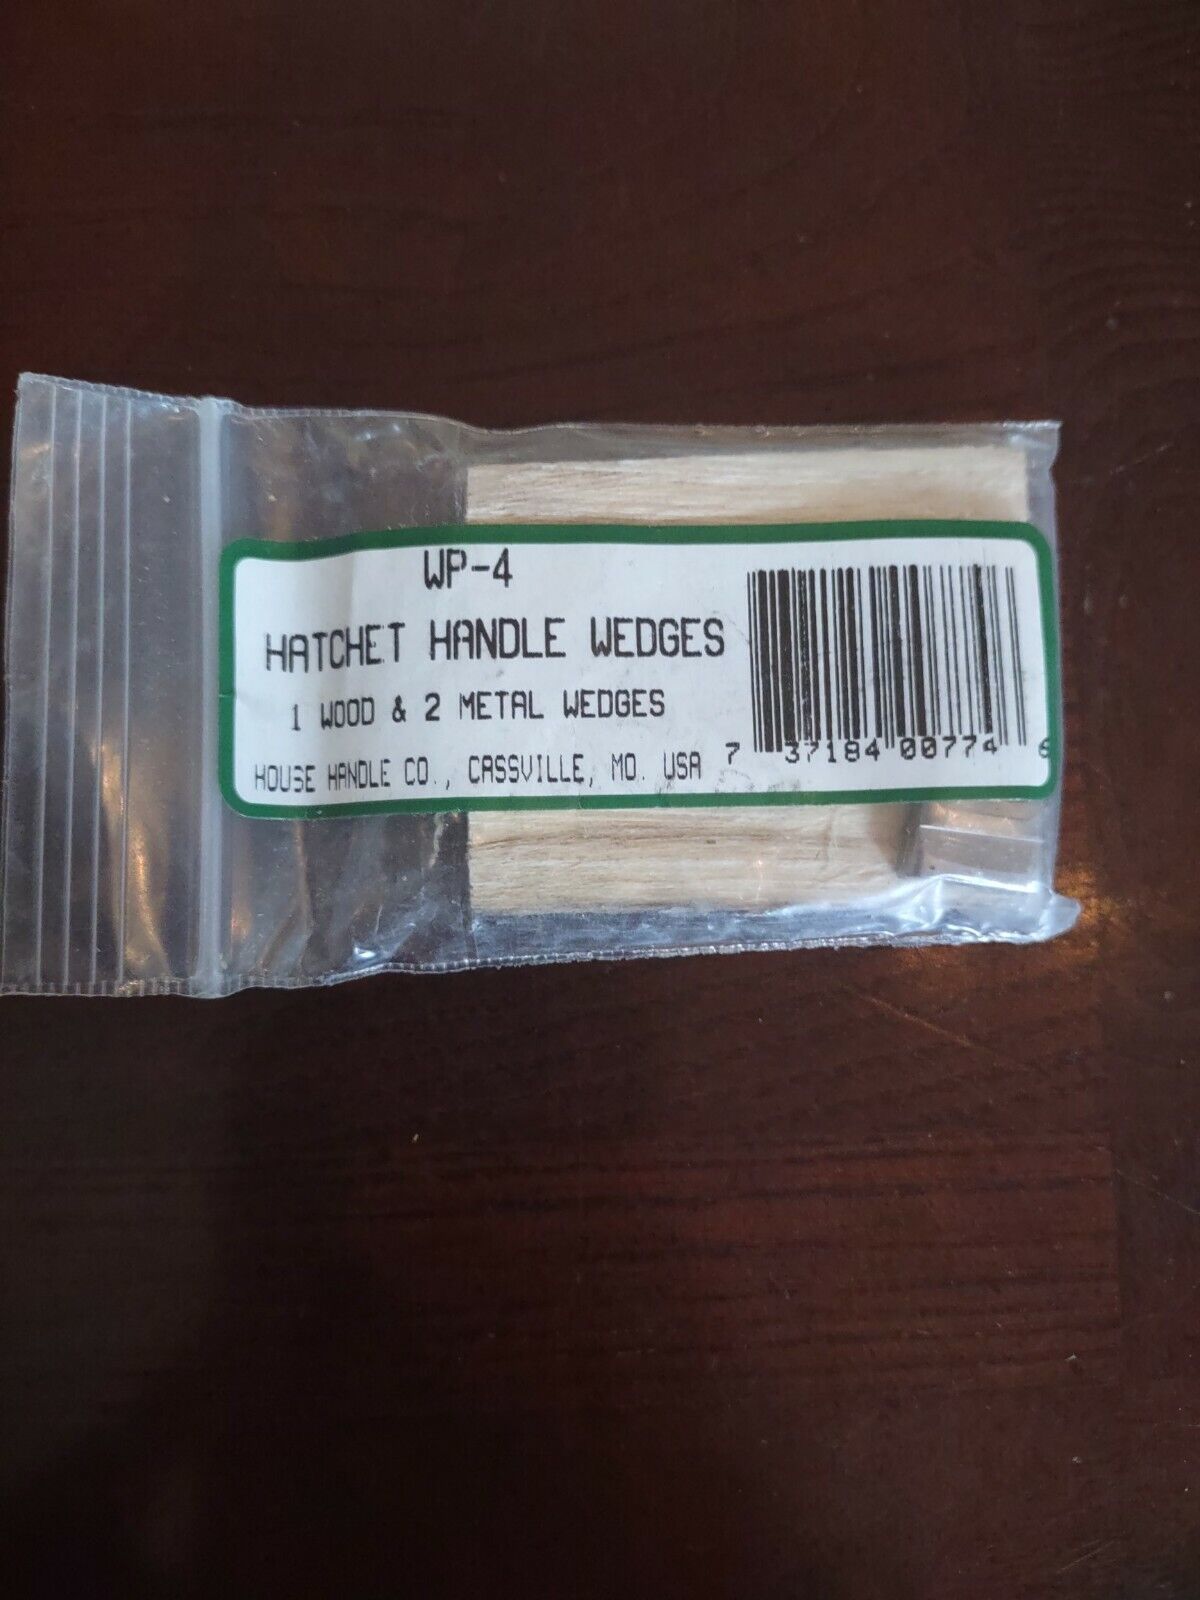 WP-4
HATCHET HANDLE WEDGES
1 WOOD & 2 METAL WEDGES
HOUSE HANDLE CO., CASSVILLE, MO. USA
7 37184 00774 6